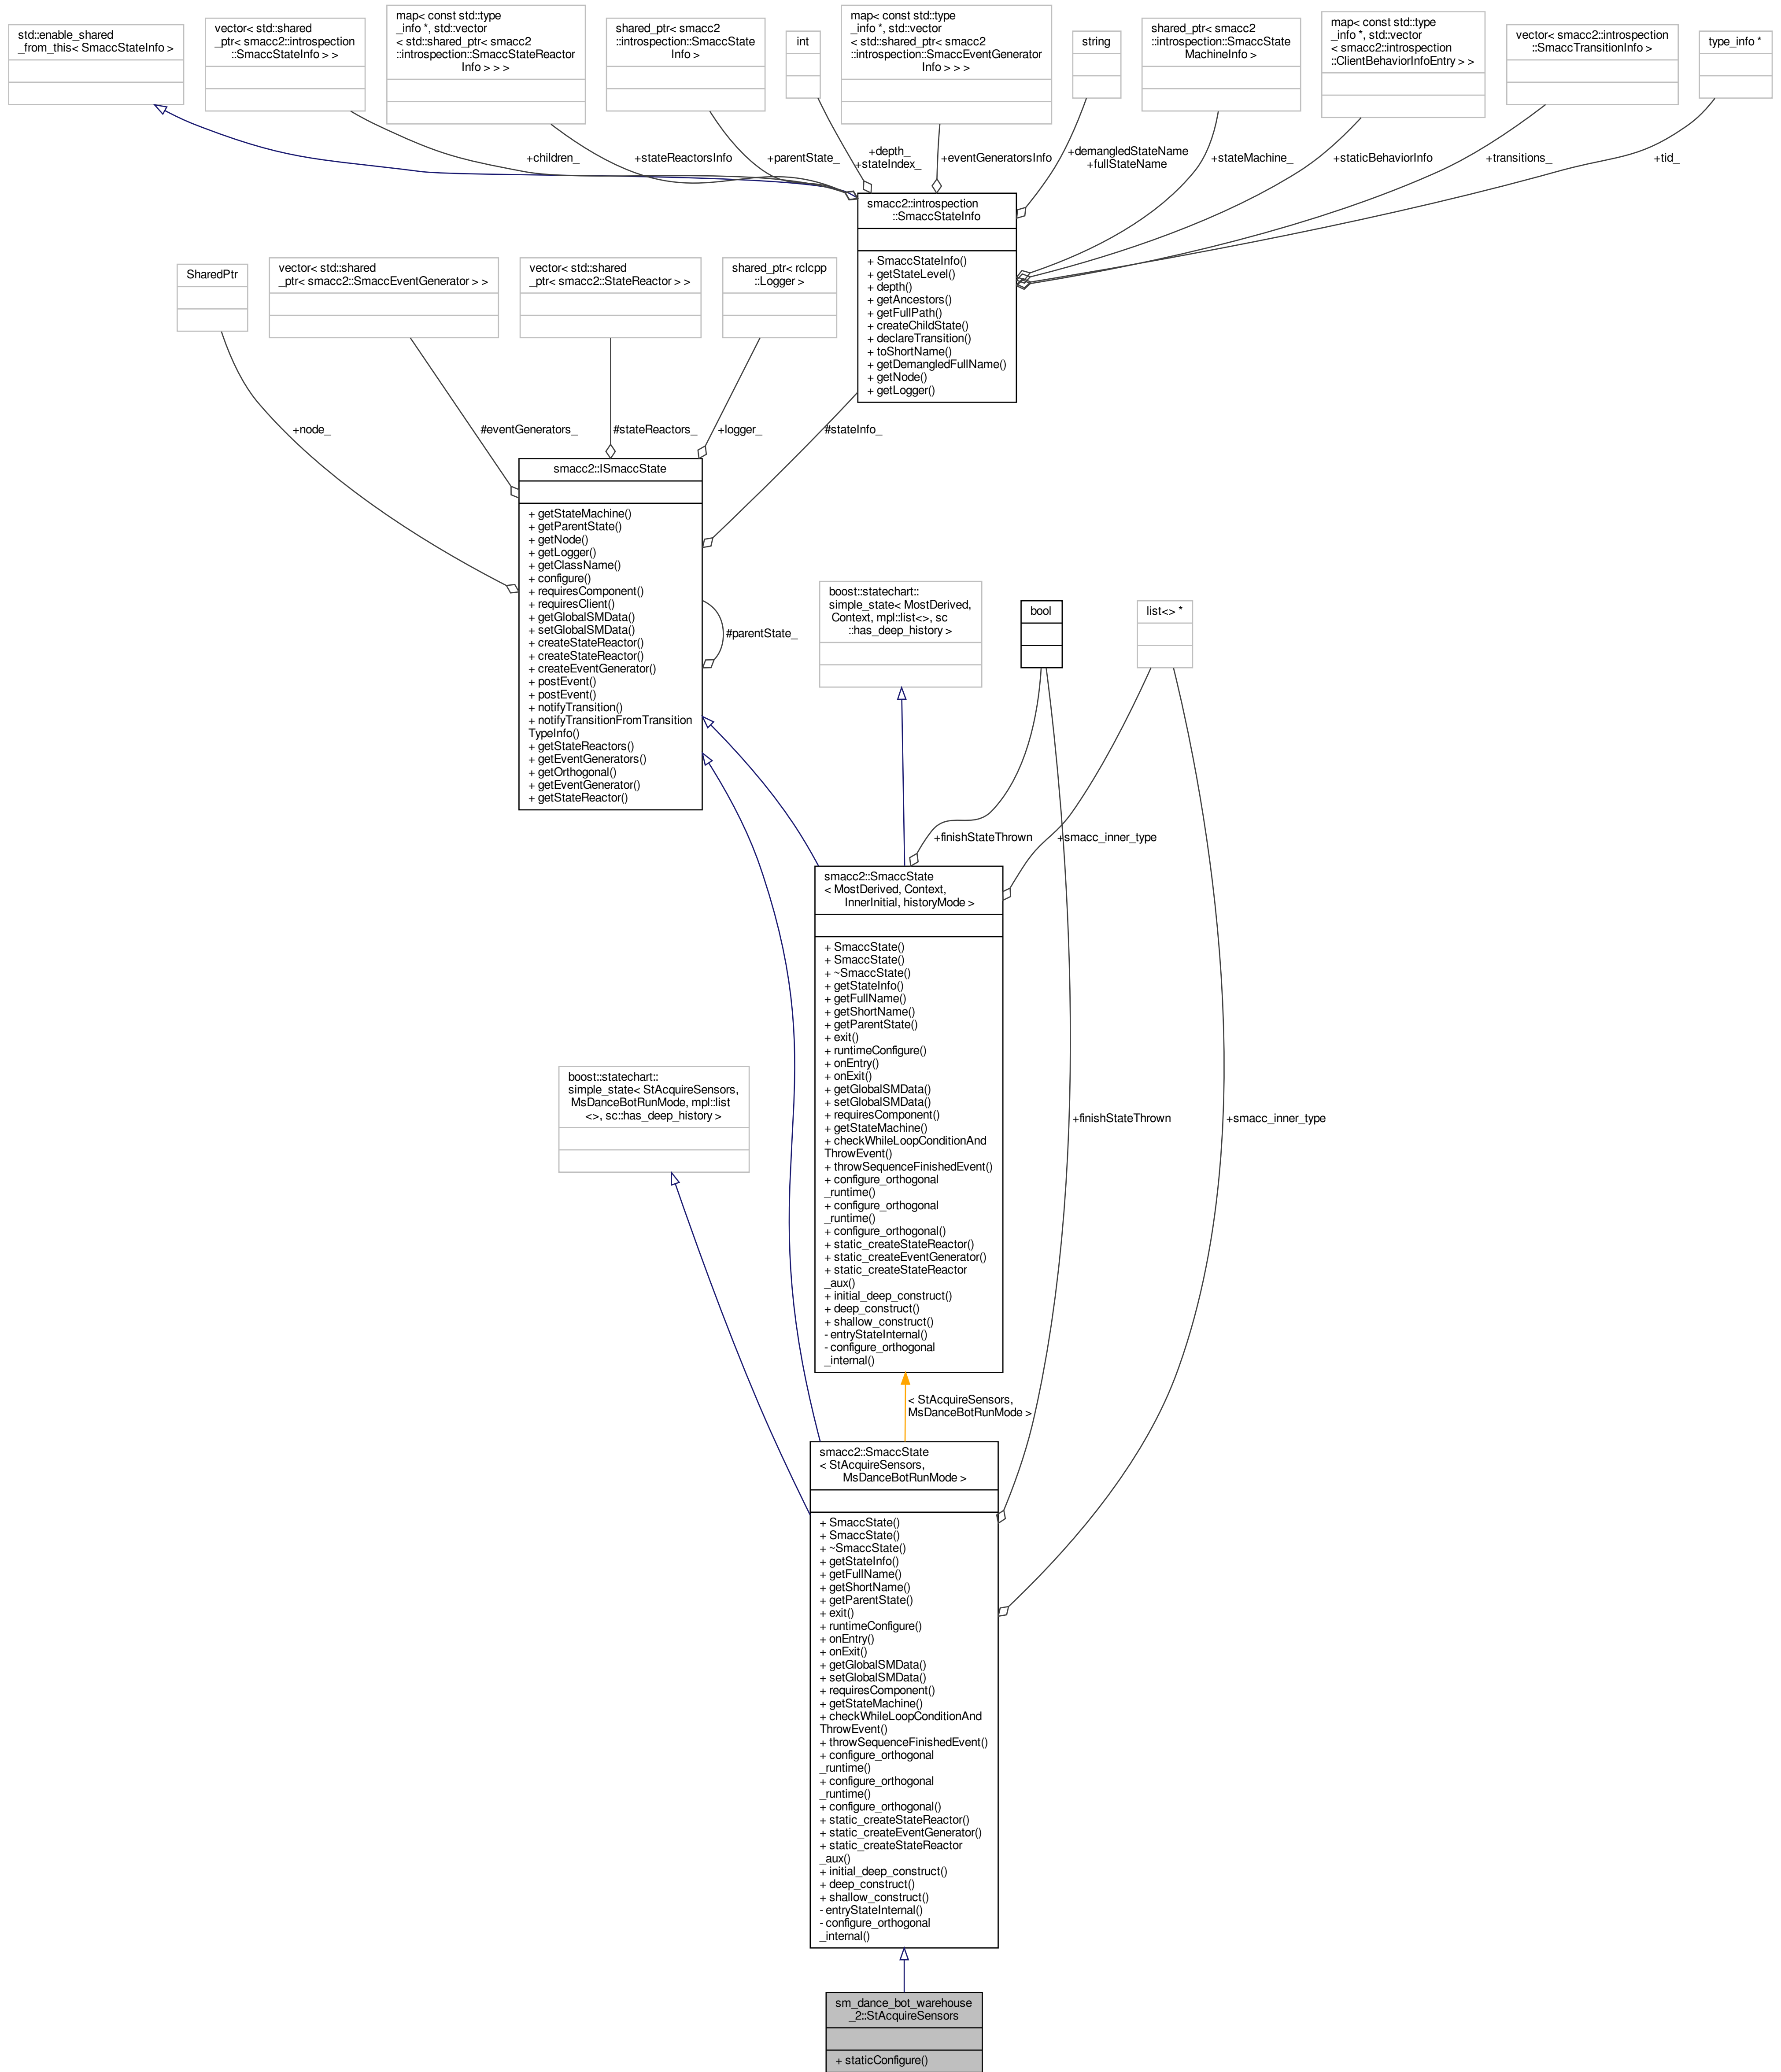 std::enable_shared
_from_this< SmaccStateInfo >
vector< std::shared
_ptr< smacc2::introspection
::SmaccStateInfo > >
map< const std::type
_info *, std::vector
< std::shared_ptr< smacc2
::introspection::SmaccStateReactor
Info > > >
shared_ptr< smacc2
::introspection::SmaccState
Info >
int
map< const std::type
_info *, std::vector
< std::shared_ptr< smacc2
::introspection::SmaccEventGenerator
Info > > >
string
shared_ptr< smacc2
::introspection::SmaccState
MachineInfo >
map< const std::type
_info *, std::vector
< smacc2::introspection
::ClientBehaviorInfoEntry > >
vector< smacc2::introspection
::SmaccTransitionInfo >
type_info *
+children_
+stateReactorsInfo
+parentState_
+depth_
+stateIndex_
+eventGeneratorsInfo
+demangledStateName
+fullStateName
+stateMachine_
+staticBehaviorInfo
+transitions_
+tid_
smacc2::introspection
::SmaccStateInfo
+ SmaccStateInfo()
+ getStateLevel()
+ depth()
+ getAncestors()
+ getFullPath()
+ createChildState()
+ declareTransition()
+ toShortName()
+ getDemangledFullName()
+ getNode()
+ getLogger()
SharedPtr
vector< std::shared
_ptr< smacc2::SmaccEventGenerator > >
vector< std::shared
_ptr< smacc2::StateReactor > >
shared_ptr< rclcpp
::Logger >
+node_
#eventGenerators_
#stateReactors_
+logger_
#stateInfo_
smacc2::ISmaccState
+ getStateMachine()
+ getParentState()
+ getNode()
+ getLogger()
+ getClassName()
+ configure()
+ requiresComponent()
+ requiresClient()
+ getGlobalSMData()
+ setGlobalSMData()
+ createStateReactor()
+ createStateReactor()
+ createEventGenerator()
+ postEvent()
+ postEvent()
+ notifyTransition()
+ notifyTransitionFromTransition
TypeInfo()
+ getStateReactors()
+ getEventGenerators()
+ getOrthogonal()
+ getEventGenerator()
+ getStateReactor()
#parentState_
boost::statechart::
simple_state< MostDerived,
Context, mpl::list<>, sc
::has_deep_history >
bool
list<> *
+finishStateThrown
+smacc_inner_type
smacc2::SmaccState
< MostDerived, Context,
InnerInitial, historyMode >
+ SmaccState()
+ SmaccState()
+ ~SmaccState()
+ getStateInfo()
+ getFullName()
+ getShortName()
+ getParentState()
+ exit()
+ runtimeConfigure()
+ onEntry()
+ onExit()
+ getGlobalSMData()
+ setGlobalSMData()
+ requiresComponent()
+ getStateMachine()
+ checkWhileLoopConditionAnd
ThrowEvent()
+ throwSequenceFinishedEvent()
+ configure_orthogonal
_runtime()
+ configure_orthogonal
_runtime()
+ configure_orthogonal()
+ static_createStateReactor()
+ static_createEventGenerator()
+ static_createStateReactor
_aux()
+ initial_deep_construct()
+ deep_construct()
+ shallow_construct()
- entryStateInternal()
- configure_orthogonal
_internal()
boost::statechart::
simple_state< StAcquireSensors,
MsDanceBotRunMode, mpl::list
<>, sc::has_deep_history >
+finishStateThrown
+smacc_inner_type
< StAcquireSensors,
MsDanceBotRunMode >
smacc2::SmaccState
< StAcquireSensors,
MsDanceBotRunMode >
+ SmaccState()
+ SmaccState()
+ ~SmaccState()
+ getStateInfo()
+ getFullName()
+ getShortName()
+ getParentState()
+ exit()
+ runtimeConfigure()
+ onEntry()
+ onExit()
+ getGlobalSMData()
+ setGlobalSMData()
+ requiresComponent()
+ getStateMachine()
+ checkWhileLoopConditionAnd
ThrowEvent()
+ throwSequenceFinishedEvent()
+ configure_orthogonal
_runtime()
+ configure_orthogonal
_runtime()
+ configure_orthogonal()
+ static_createStateReactor()
+ static_createEventGenerator()
+ static_createStateReactor
_aux()
+ initial_deep_construct()
+ deep_construct()
+ shallow_construct()
- entryStateInternal()
- configure_orthogonal
_internal()
sm_dance_bot_warehouse
_2::StAcquireSensors
+ staticConfigure()